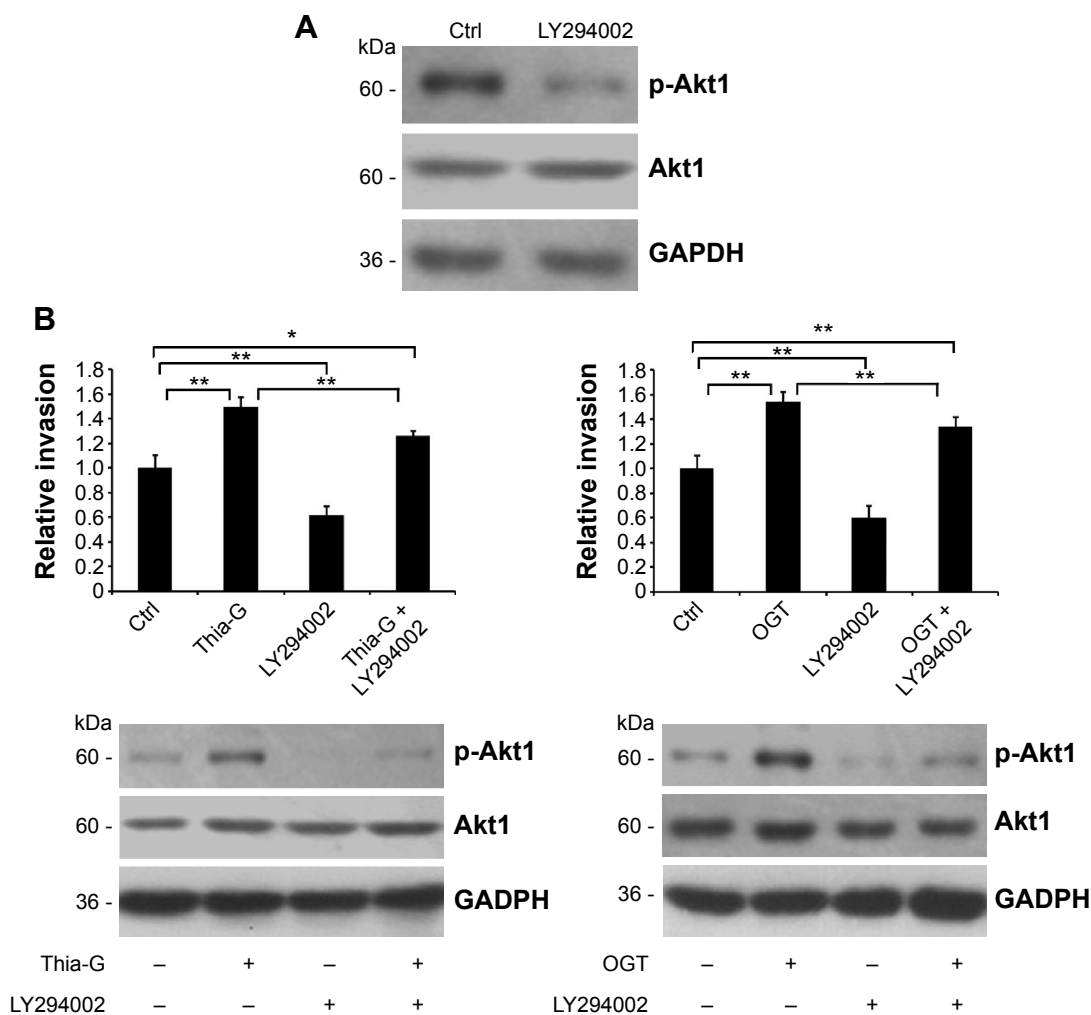 A
kDa
Ctrl LY294002
60 - p-Akt1
60 - Akt1
36 - GAPDH
B
Relative invasion
1.8
1.6
1.4
1.2
1.0
0.8
0.6
0.4
0.2
0
*
**
** **
Ctrl
Thia-G
LY294002
Thia-G +
LY294002
Relative invasion
1.8
1.6
1.4
1.2
1.0
0.8
0.6
0.4
0.2
0
**
**
** **
Ctrl
OGT
LY294002
OGT +
LY294002
kDa
60 - p-Akt1
60 - Akt1
36 - GADPH
Thia-G – + – +
LY294002 – – + +
kDa
60 - p-Akt1
60 - Akt1
36 - GADPH
OGT – + – +
LY294002 – – + +